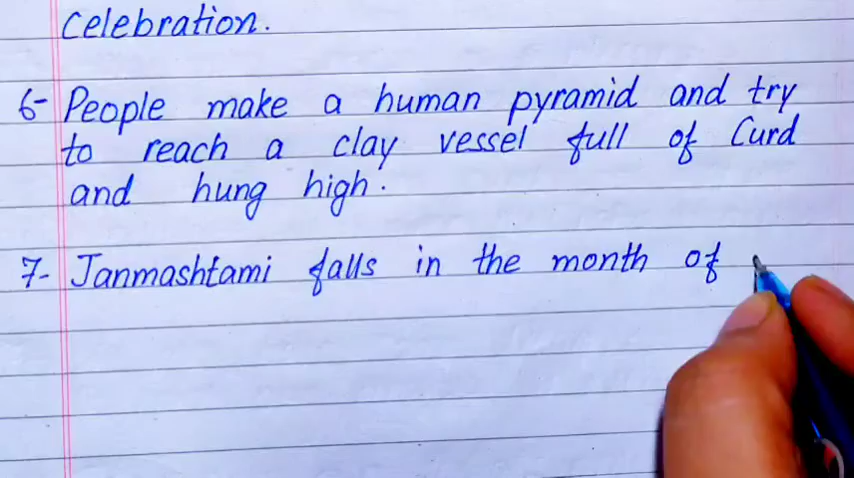 celebration.
6- People make a human pyramid and try
to reach a clay vessel full of Curd
and hung high.
7- Janmashtami falls in the month of